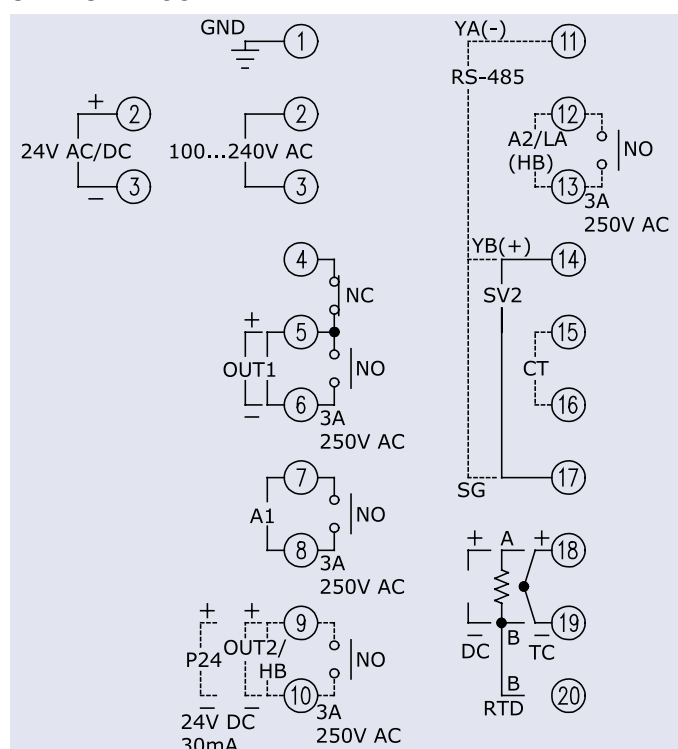 GND
1
2
+
24V AC/DC
–
3
2
100...240V AC
3
4
NC
5
+
OUT1
–
6
NO
3A
250V AC
7
A1
8
NO
3A
250V AC
9
+
+
P24
OUT2/
HB
NO
–
–
10
24V DC
30mA
3A
250V AC
YA(-)
11
RS-485
12
A2/LA
(HB)
NO
13
3A
250V AC
YB(+)
14
SV2
15
CT
16
SG
17
+
A
+
18
–
B
–
19
DC
TC
B
RTD
20